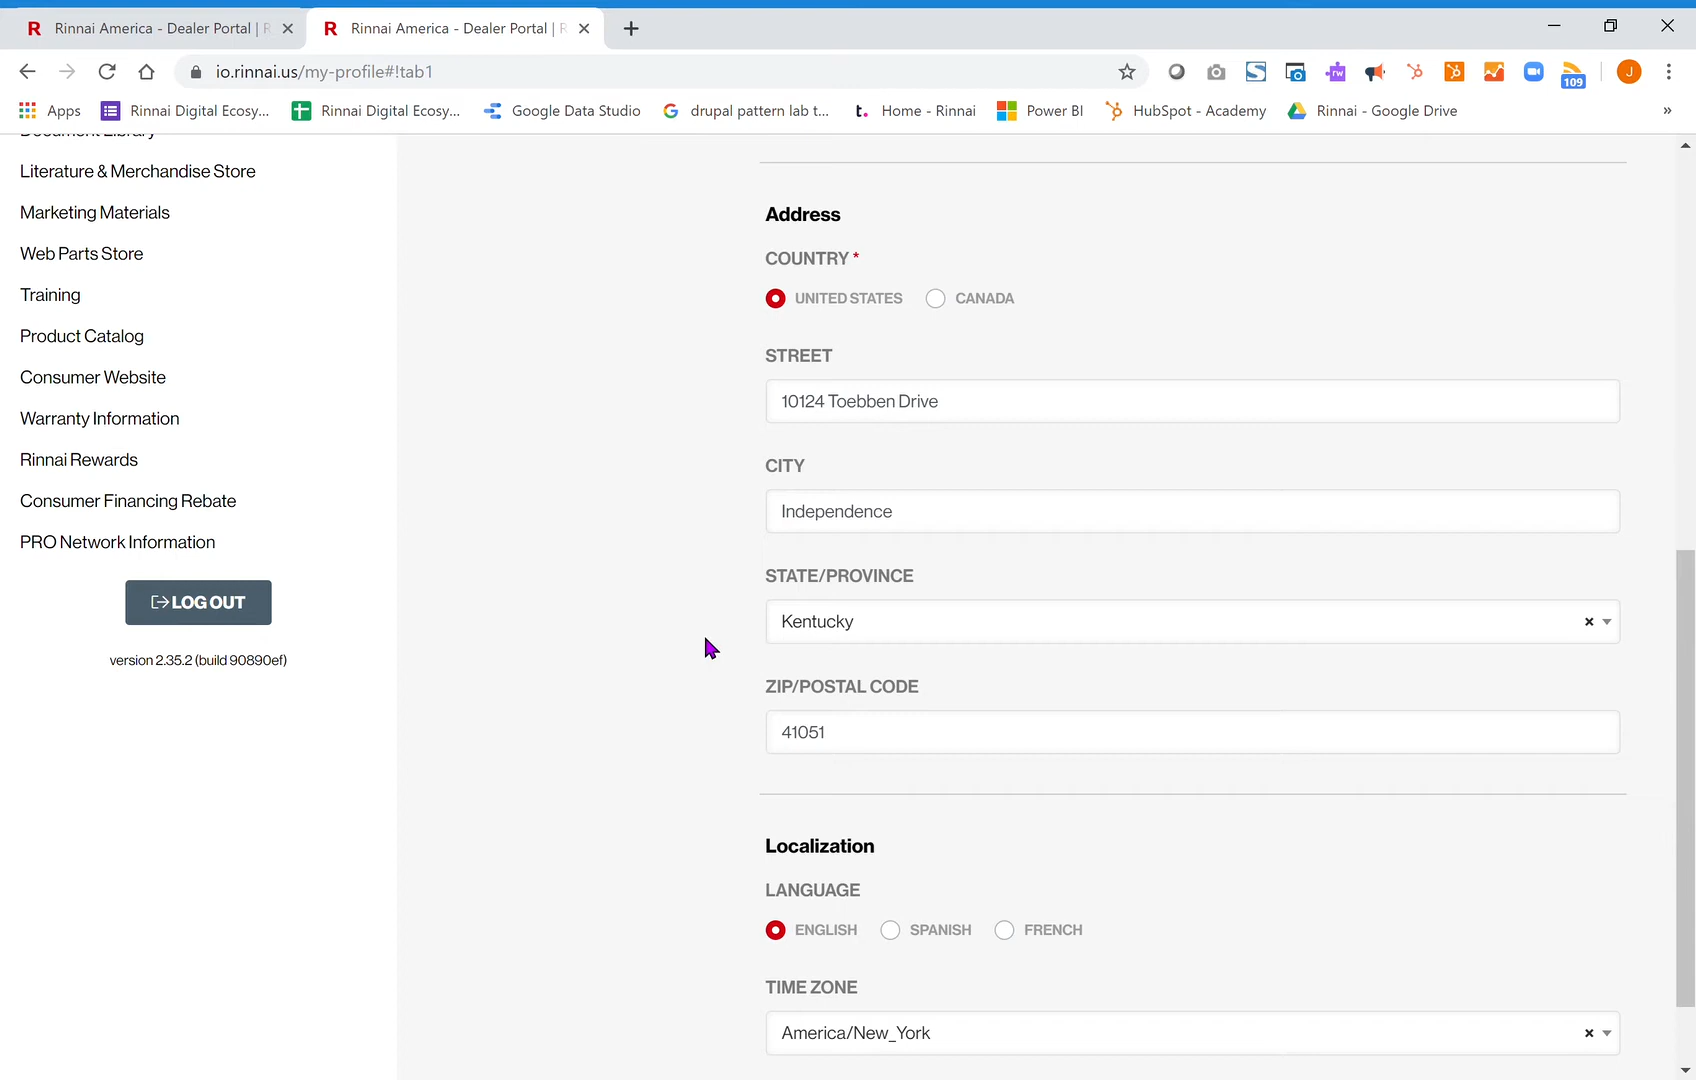 Rinnai America - Dealer Portal | R
Rinnai America - Dealer Portal | R
io.rinnai.us/my-profile#!tab1
109
J
Apps
Rinnai Digital Ecosy...
Rinnai Digital Ecosy...
Google Data Studio
drupal pattern lab t...
Home - Rinnai
Power BI
HubSpot - Academy
Rinnai - Google Drive
»
Document Library
Literature & Merchandise Store
Marketing Materials
Web Parts Store
Training
Product Catalog
Consumer Website
Warranty Information
Rinnai Rewards
Consumer Financing Rebate
PRO Network Information
LOG OUT
version 2.35.2 (build 90890ef)
Address
COUNTRY *
UNITED STATES
CANADA
STREET
10124 Toebben Drive
CITY
Independence
STATE/PROVINCE
Kentucky
ZIP/POSTAL CODE
41051
Localization
LANGUAGE
ENGLISH
SPANISH
FRENCH
TIME ZONE
America/New_York